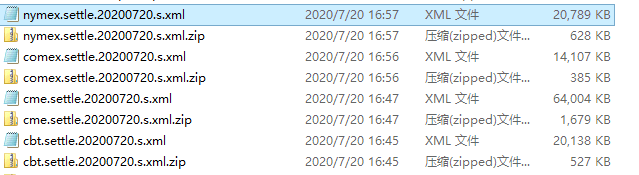 nymex.settle.20200720.s.xml 2020/7/20 16:57 XML 文件 20,789 KB
nymex.settle.20200720.s.xml.zip 2020/7/20 16:57 压缩(zipped)文件... 628 KB
comex.settle.20200720.s.xml 2020/7/20 16:56 XML 文件 14,107 KB
comex.settle.20200720.s.xml.zip 2020/7/20 16:56 压缩(zipped)文件... 385 KB
cme.settle.20200720.s.xml 2020/7/20 16:47 XML 文件 64,004 KB
cme.settle.20200720.s.xml.zip 2020/7/20 16:47 压缩(zipped)文件... 1,679 KB
cbt.settle.20200720.s.xml 2020/7/20 16:45 XML 文件 20,138 KB
cbt.settle.20200720.s.xml.zip 2020/7/20 16:45 压缩(zipped)文件... 527 KB